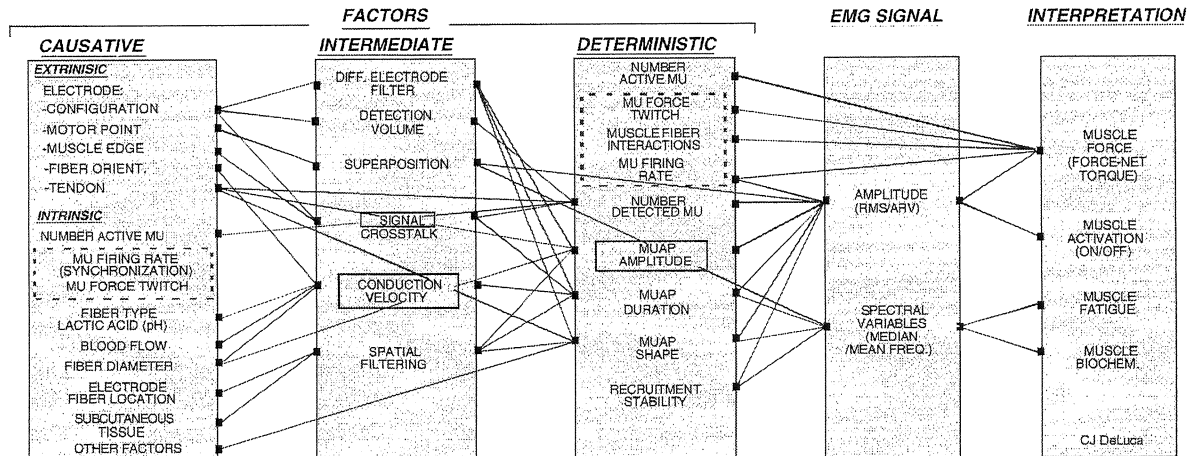 FACTORS
EMG SIGNAL
INTERPRETATION
CAUSATIVE
INTERMEDIATE
DETERMINISTIC
EXTRINISIC
ELECTRODE:
-CONFIGURATION
-MOTOR POINT
-MUSCLE EDGE
-FIBER ORIENT.
-TENDON
INTRINSIC
NUMBER ACTIVE MU
MU FIRING RATE
(SYNCHRONIZATION)
MU FORCE TWITCH
FIBER TYPE
LACTIC ACID (pH)
BLOOD FLOW
FIBER DIAMETER
ELECTRODE
FIBER LOCATION
SUBCUTANEOUS
TISSUE
OTHER FACTORS
DIFF. ELECTRODE
FILTER
DETECTION
VOLUME
SUPERPOSITION
SIGNAL
CROSSTALK
CONDUCTION
VELOCITY
SPATIAL
FILTERING
NUMBER
ACTIVE MU
MU FORCE
TWITCH
MUSCLE FIBER
INTERACTIONS
MU FIRING
RATE
NUMBER
DETECTED MU
MUAP
AMPLITUDE
MUAP
DURATION
MUAP
SHAPE
RECRUITMENT
STABILITY
AMPLITUDE
(RMS/ARV)
SPECTRAL
VARIABLES
(MEDIAN
/MEAN FREQ.)
MUSCLE
FORCE
(FORCE-NET
TORQUE)
MUSCLE
ACTIVATION
(ON/OFF)
MUSCLE
FATIGUE
MUSCLE
BIOCHEM.
CJ DeLuca